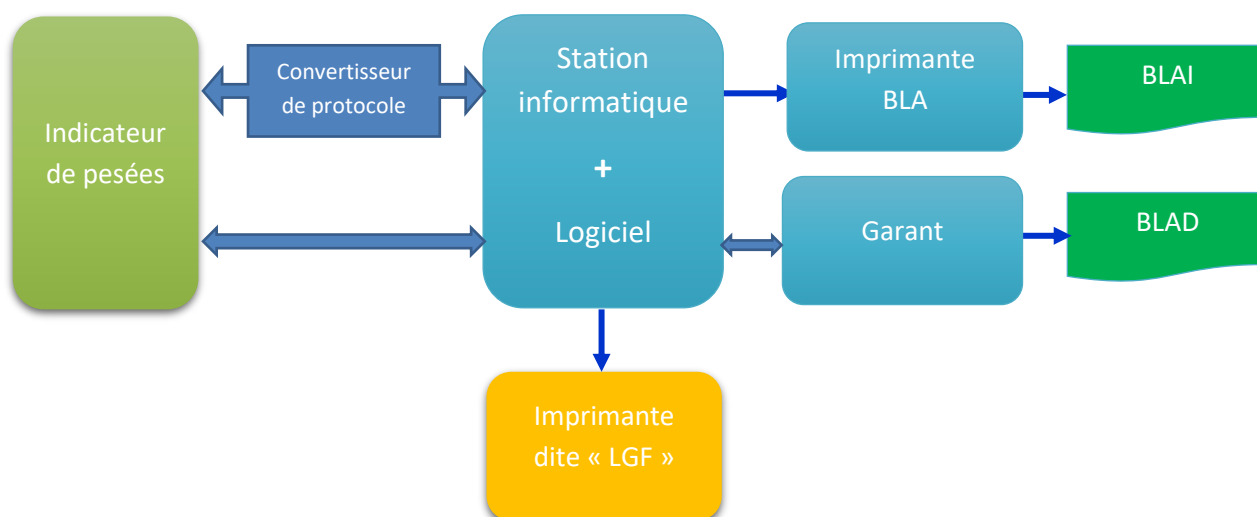 Indicateur
de pesées
Convertisseur
de protocole
Station
informatique
+
Logiciel
Imprimante
BLA
BLAI
Garant
BLAD
Imprimante
dite « LGF »